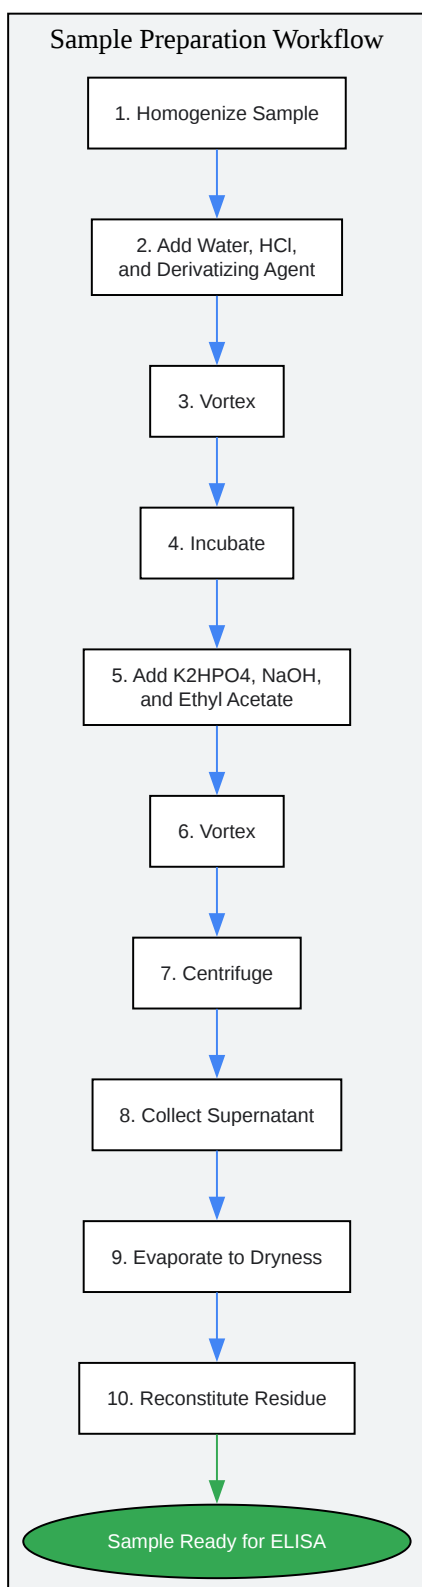 Sample Preparation Workflow
1. Homogenize Sample
2. Add Water, HCl,
and Derivatizing Agent
3. Vortex
4. Incubate
5. Add K2HPO4, NaOH,
and Ethyl Acetate
6. Vortex
7. Centrifuge
8. Collect Supernatant
9. Evaporate to Dryness
10. Reconstitute Residue
Sample Ready for ELISA